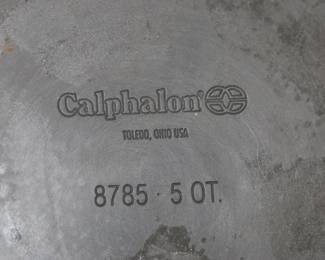 Calphalon®
TOLEDO, OHIO USA
8785 · 5 QT.